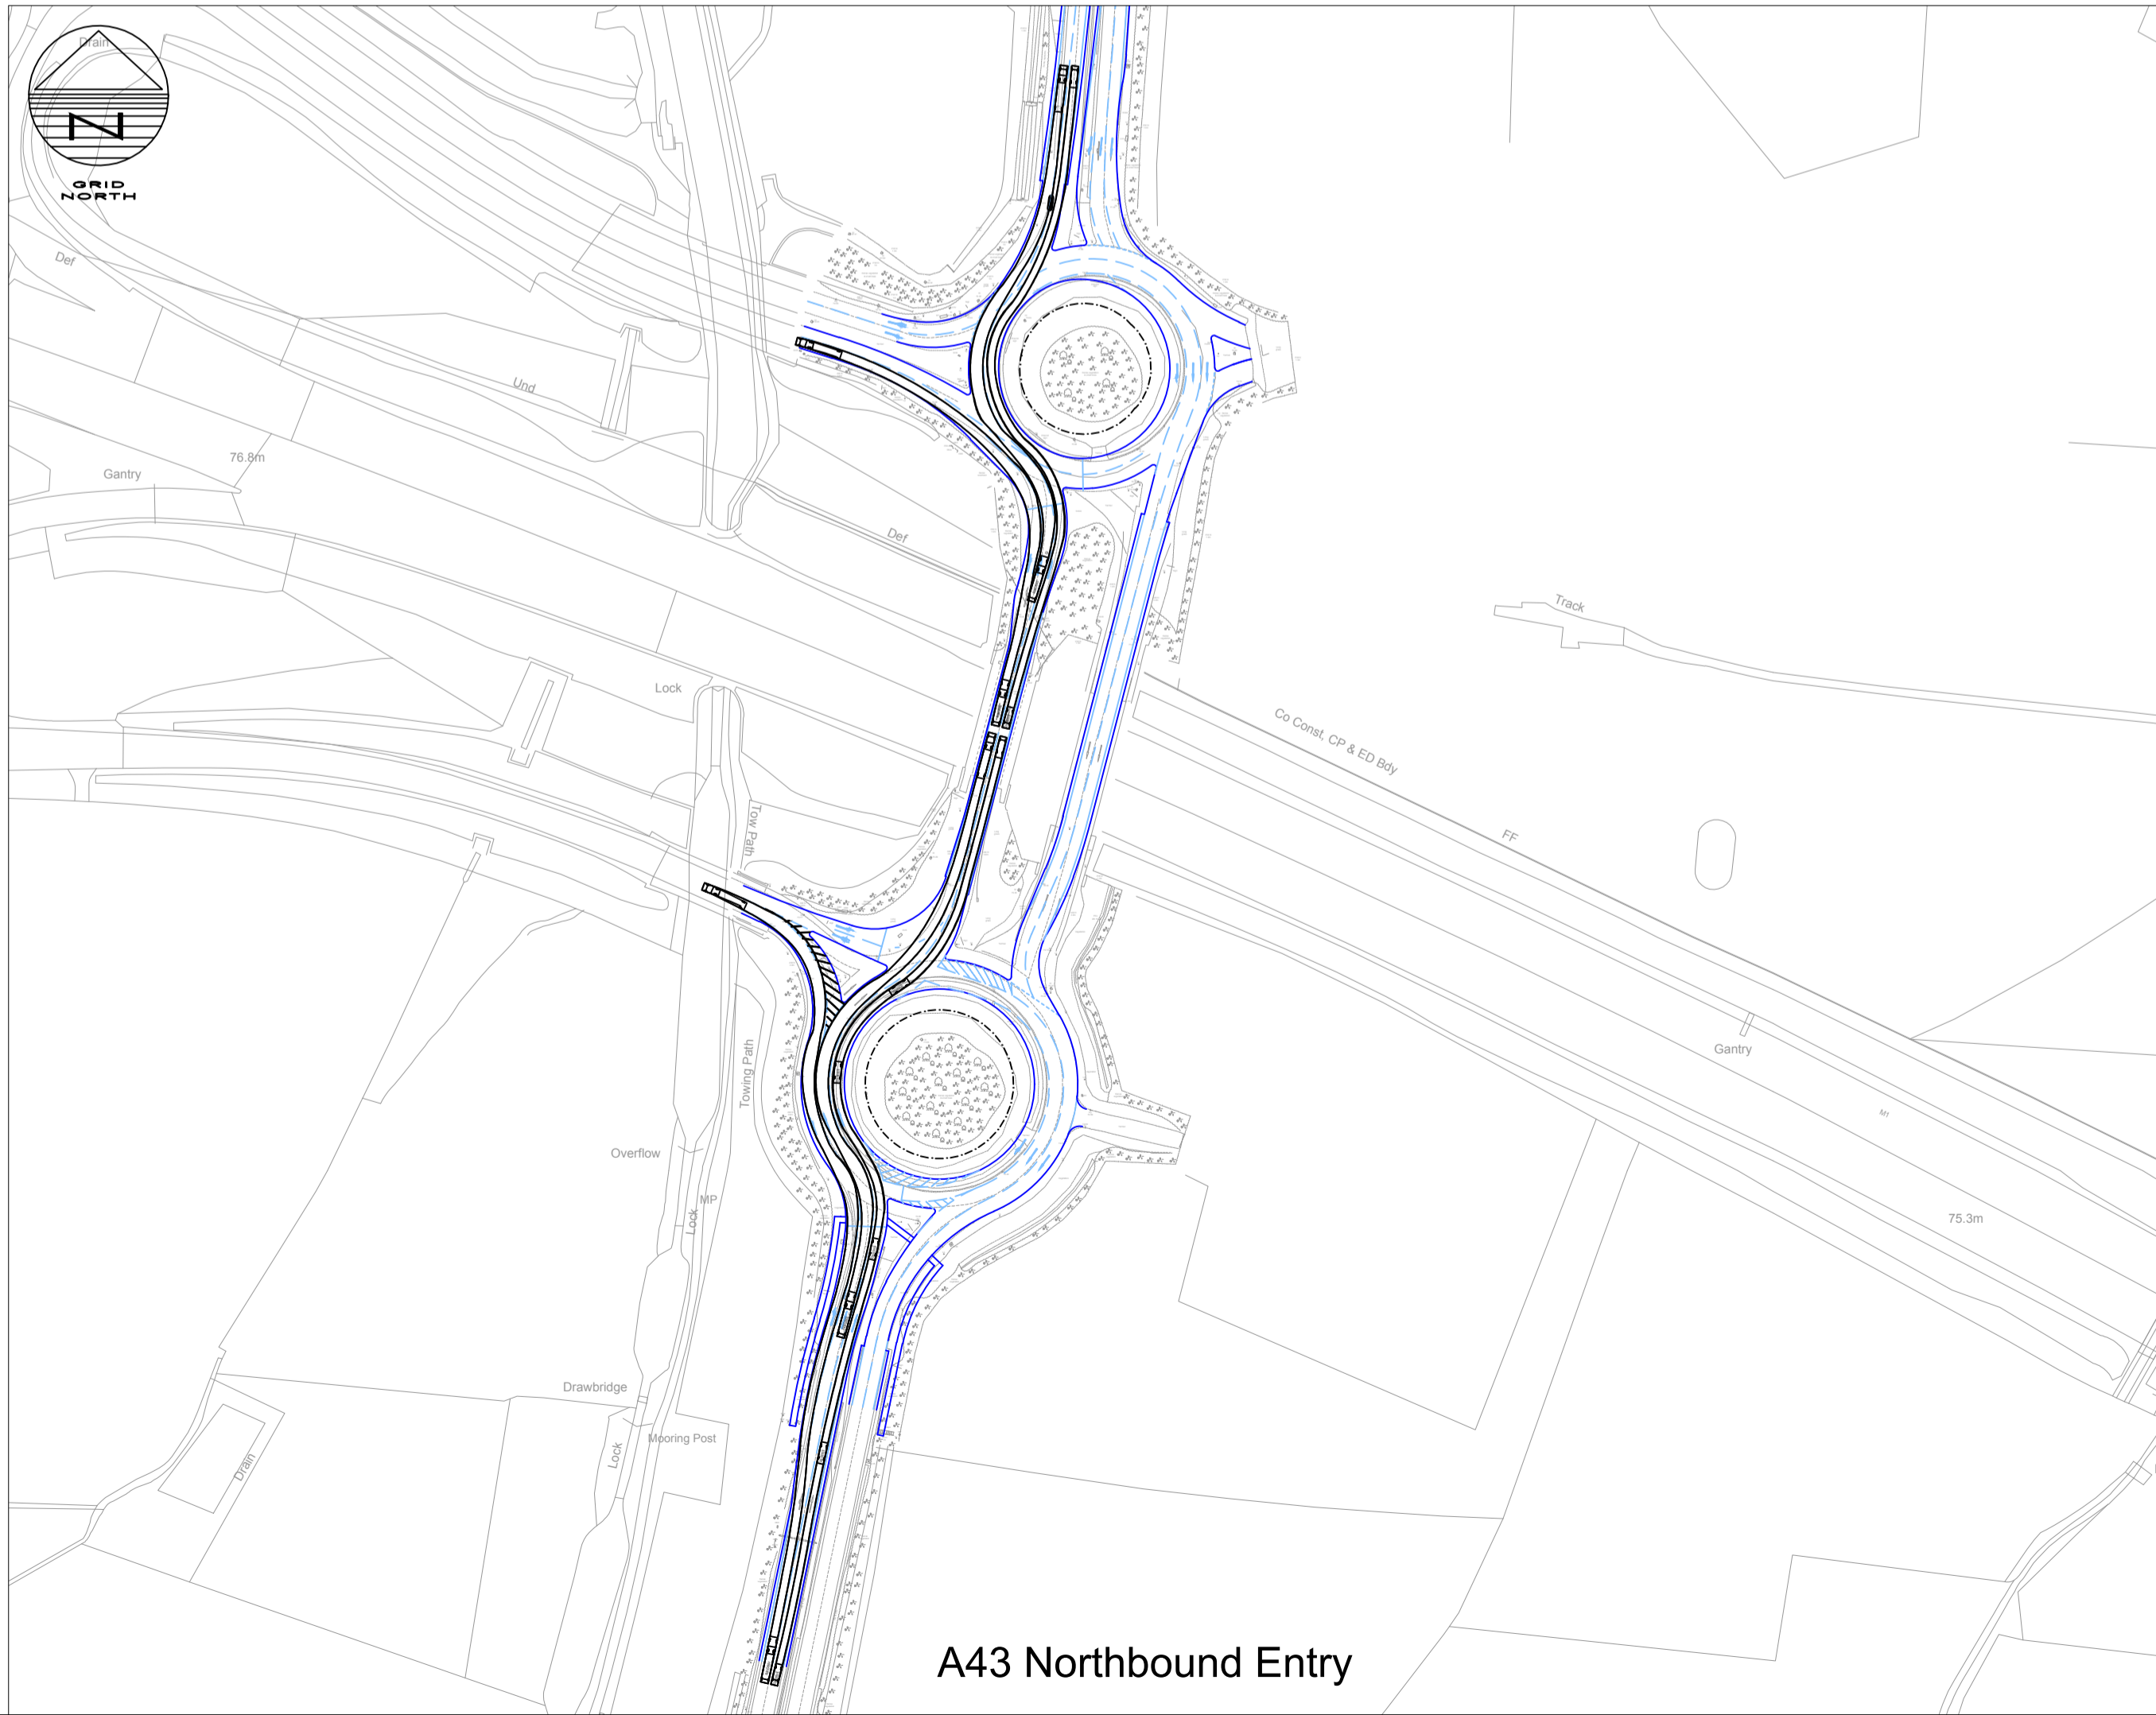 Drain
N
GRID
NORTH
Def
Und
76.8m
Gantry
Def
Track
Lock
Co Const, CP & ED Bdy
Tow Path
FF
Gantry
Towing Path
M1
Overflow
MP
Lock
75.3m
Drawbridge
Mooring Post
Lock
Drain
A43 Northbound Entry